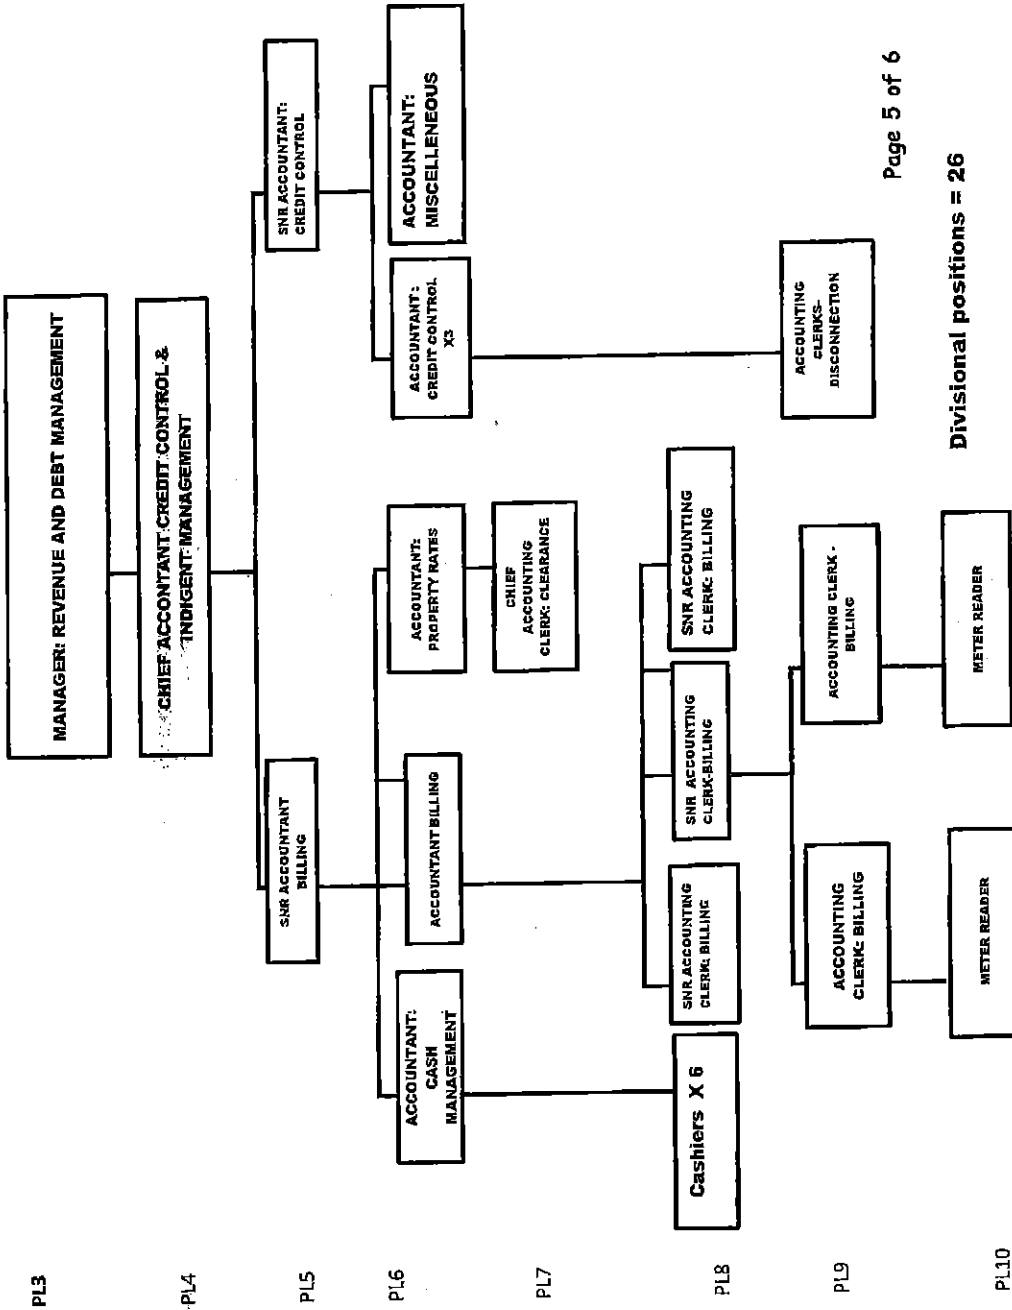 PL3
MANAGER: REVENUE AND DEBT MANAGEMENT
PL4
CHIEF ACCONTANT:CREDIT CONTROL &
INDIGENT MANAGEMENT
PL5
SNR ACCOUNTANT
BILLING
SNR ACCOUNTANT:
CREDIT CONTROL
PL6
ACCOUNTANT:
CASH
MANAGEMENT
ACCOUNTANT BILLING
ACCOUNTANT:
PROPERTY RATES
ACCOUNTANT:
CREDIT CONTROL
X3
ACCOUNTANT:
MISCELLENEOUS
PL7
CHIEF
ACCOUNTING
CLERK: CLEARANCE
PL8
Cashiers X 6
SNR ACCOUNTING
CLERK: BILLING
SNR ACCOUNTING
CLERK-BILLING
SNR ACCOUNTING
CLERK: BILLING
PL9
ACCOUNTING
CLERK: BILLING
ACCOUNTING CLERK -
BILLING
ACCOUNTING
CLERKS-
DISCONNECTION
PL10
METER READER
METER READER
Page 5 of 6
Divisional positions = 26